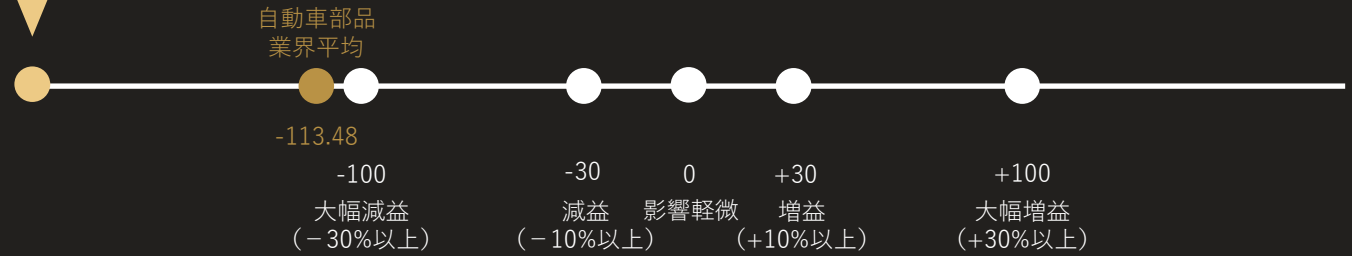 自動車部品
業界平均
-113.48
-100
大幅減益
（－30%以上）
-30
減益
（－10%以上）
0
影響軽微
+30
増益
（+10%以上）
+100
大幅増益
（+30%以上）